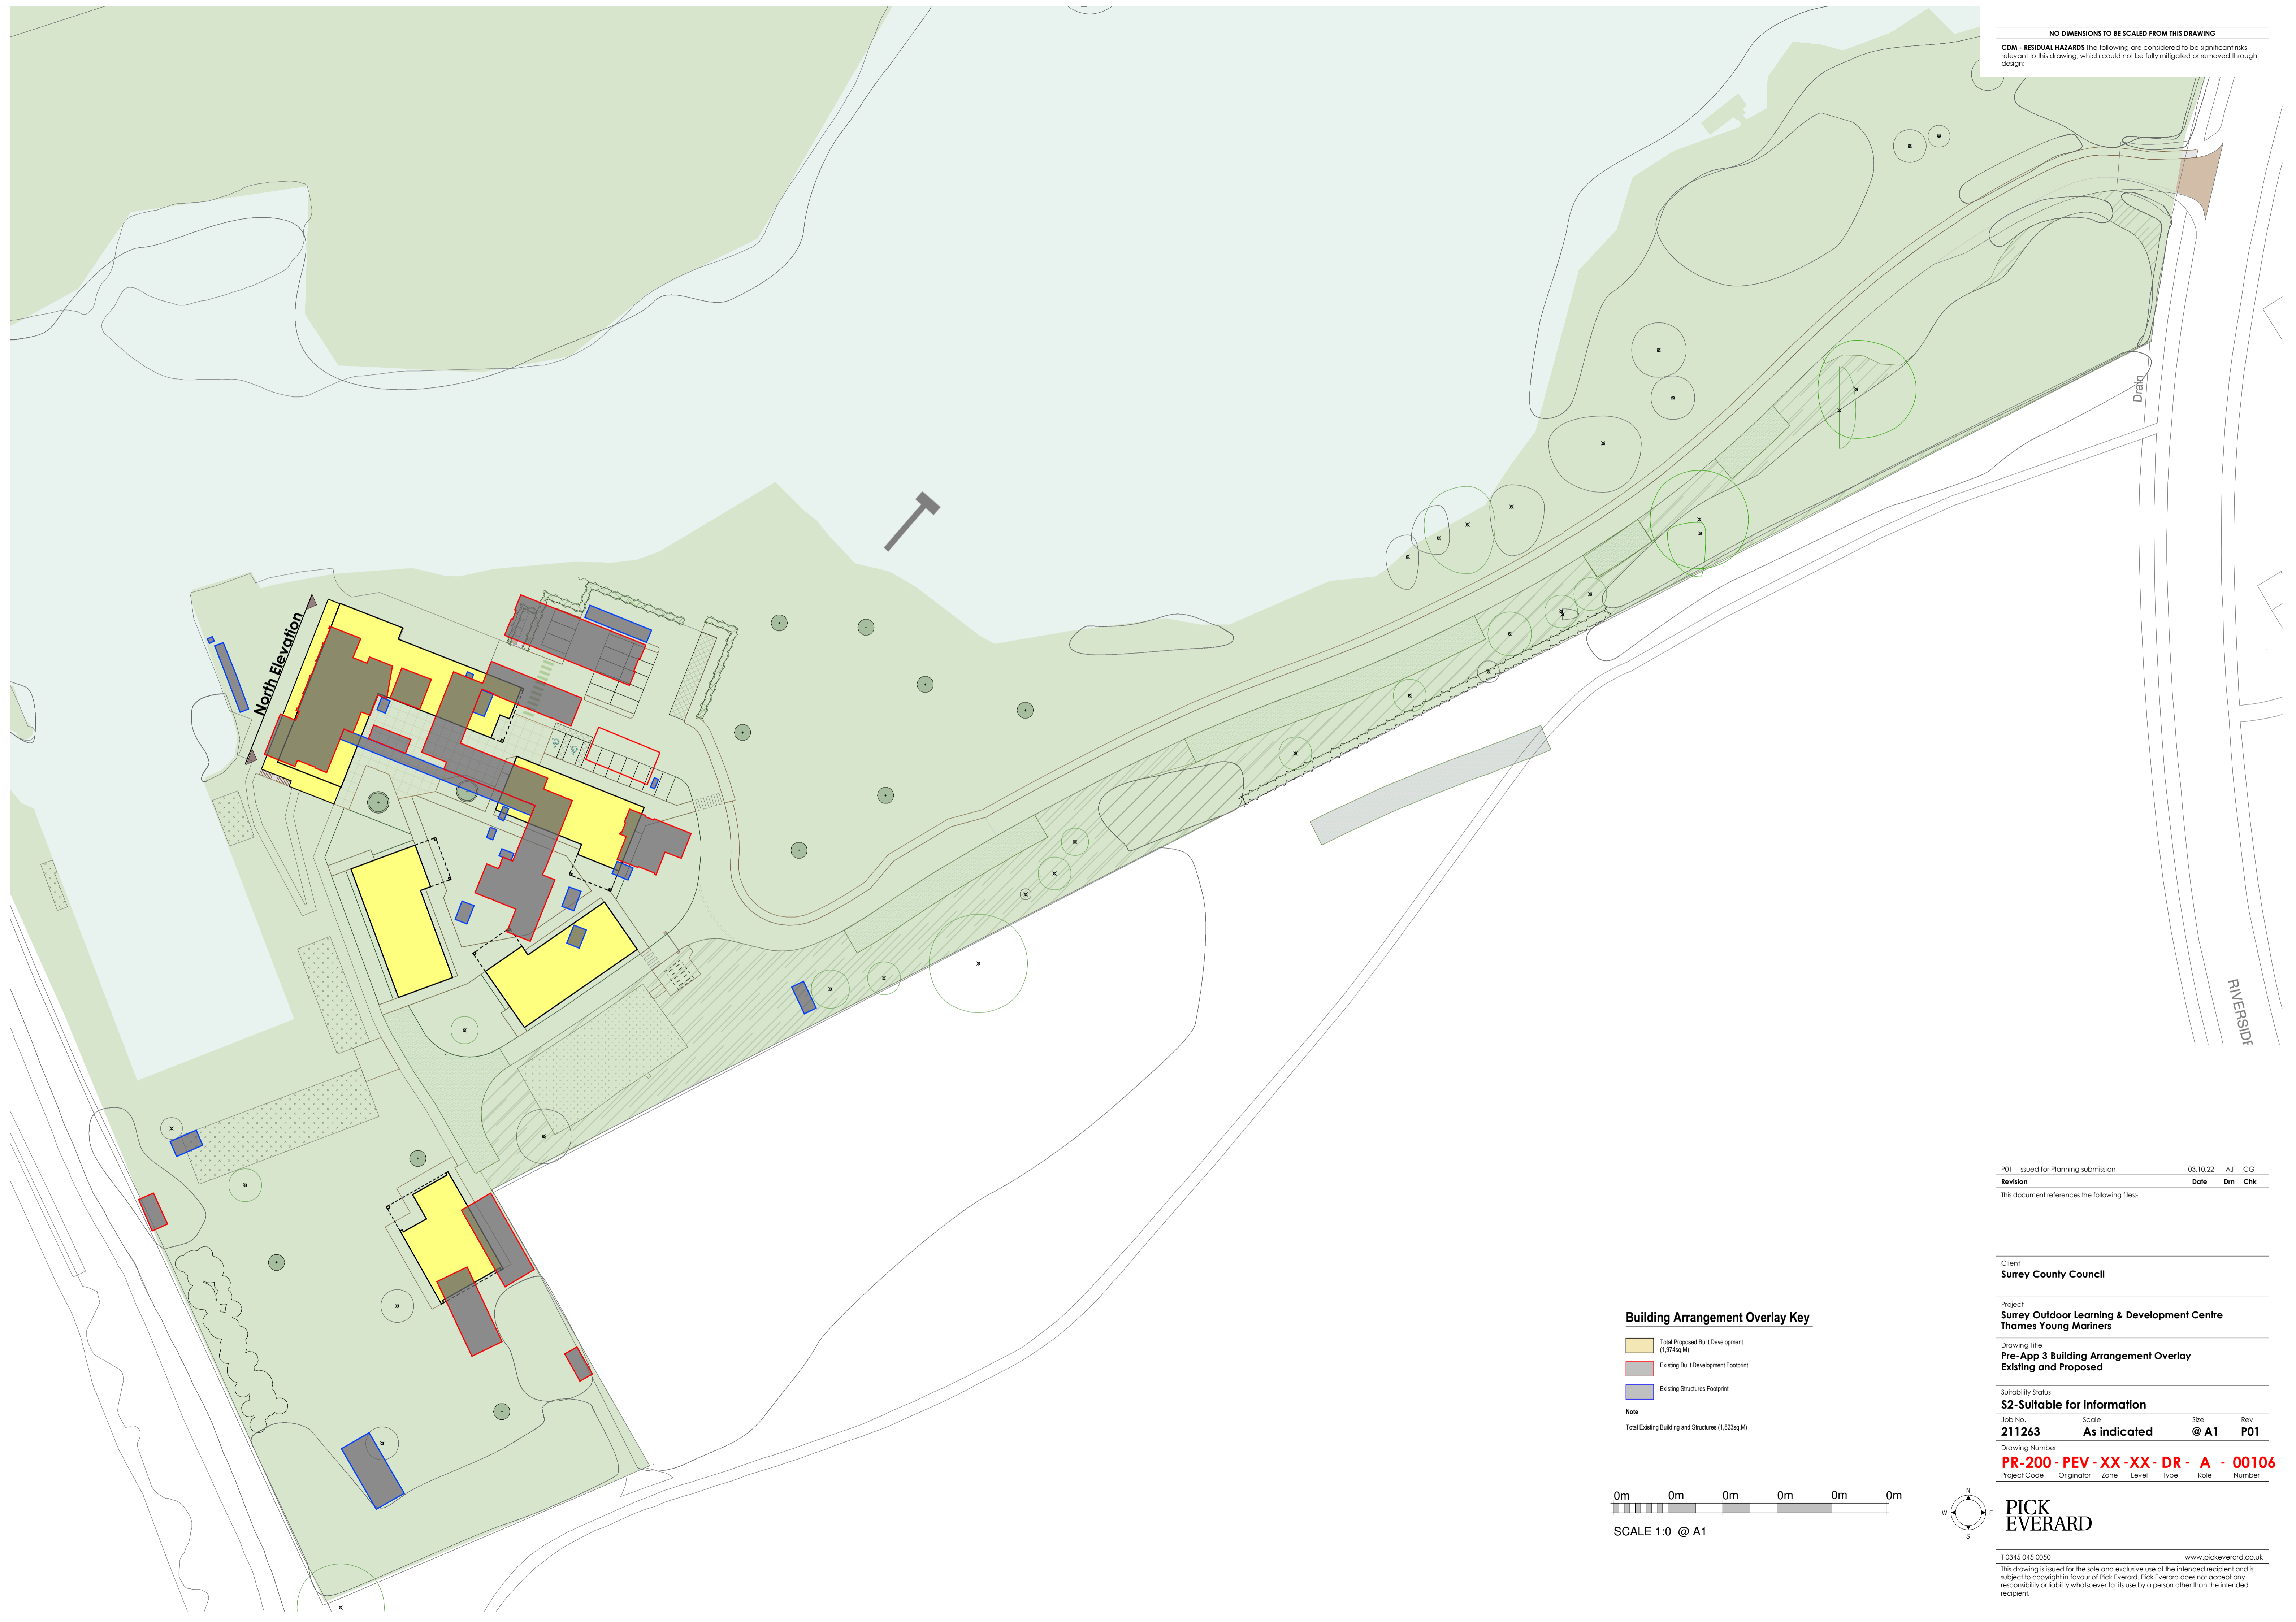 NO DIMENSIONS TO BE SCALED FROM THIS DRAWING
CDM - RESIDUAL HAZARDS The following are considered to be significant risks
relevant to this drawing, which could not be fully mitigated or removed through
design:
Drain
North Elevation
RIVERSIDE
P01 Issued for Planning submission 03.10.22 AJ CG
Revision Date Drn Chk
This document references the following files:-
Client
Surrey County Council
Project
Surrey Outdoor Learning & Development Centre
Thames Young Mariners
Drawing Title
Pre-App 3 Building Arrangement Overlay
Existing and Proposed
Suitability Status
S2-Suitable for information
Job No. Scale Size Rev
211263 As indicated @ A1 P01
Drawing Number
PR-200 - PEV - XX - XX - DR - A - 00106
Project Code Originator Zone Level Type Role Number
PICK
EVERARD
T 0345 045 0050 www.pickeverard.co.uk
This drawing is issued for the sole and exclusive use of the intended recipient and is
subject to copyright in favour of Pick Everard. Pick Everard does not accept any
responsibility or liability whatsoever for its use by a person other than the intended
recipient.
Building Arrangement Overlay Key
Total Proposed Built Development
(1,974sq.M)
Existing Built Development Footprint
Existing Structures Footprint
Note
Total Existing Building and Structures (1,823sq.M)
0m 0m 0m 0m 0m 0m
SCALE 1:0 @ A1
N
W E
S